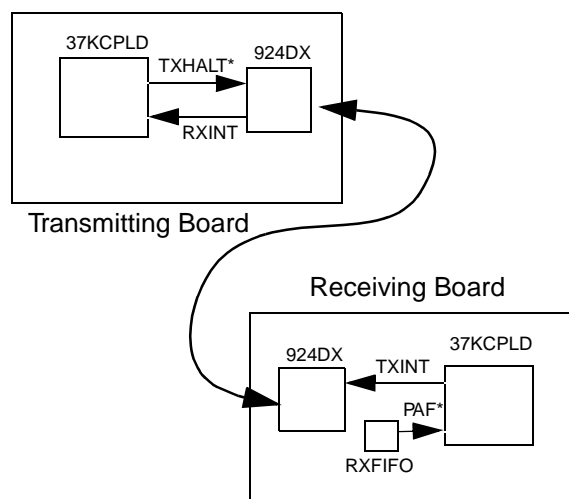 37KCPLD
924DX
TXHALT*
RXINT
Transmitting Board
Receiving Board
924DX
TXINT
37KCPLD
PAF*
RXFIFO